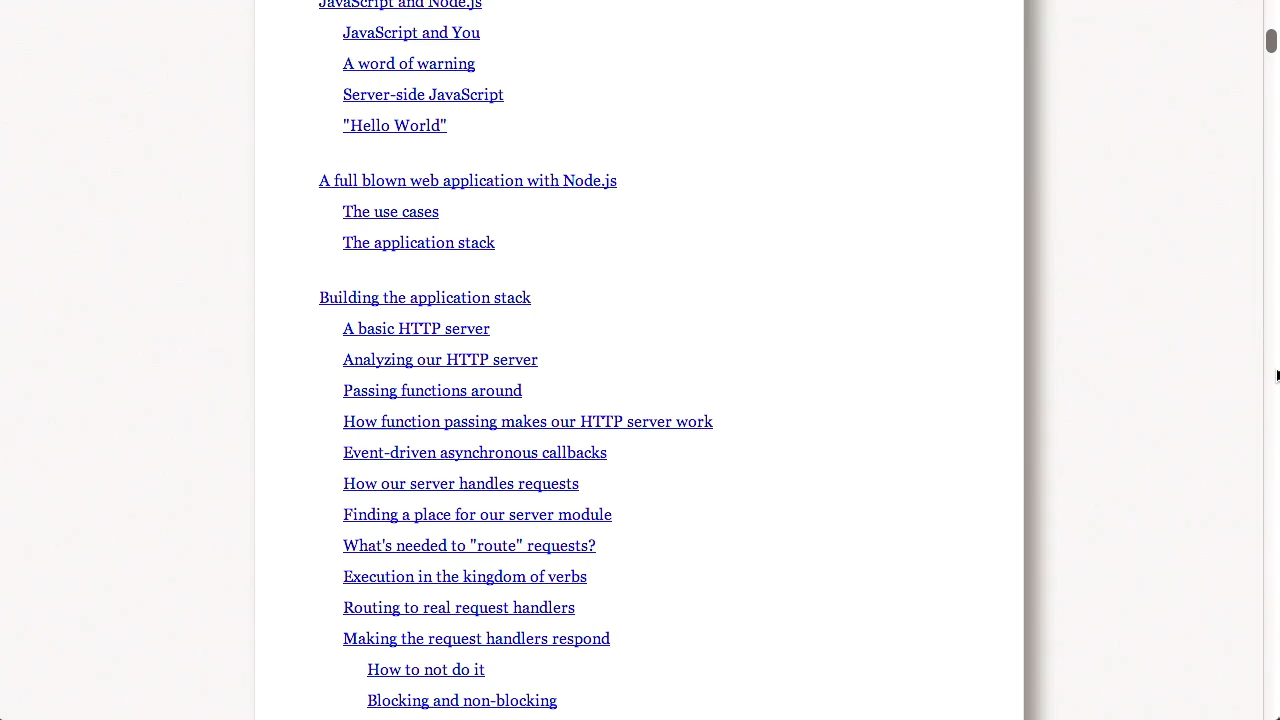 JavaScript and Node.js
JavaScript and You
A word of warning
Server-side JavaScript
"Hello World"
A full blown web application with Node.js
The use cases
The application stack
Building the application stack
A basic HTTP server
Analyzing our HTTP server
Passing functions around
How function passing makes our HTTP server work
Event-driven asynchronous callbacks
How our server handles requests
Finding a place for our server module
What's needed to "route" requests?
Execution in the kingdom of verbs
Routing to real request handlers
Making the request handlers respond
How to not do it
Blocking and non-blocking